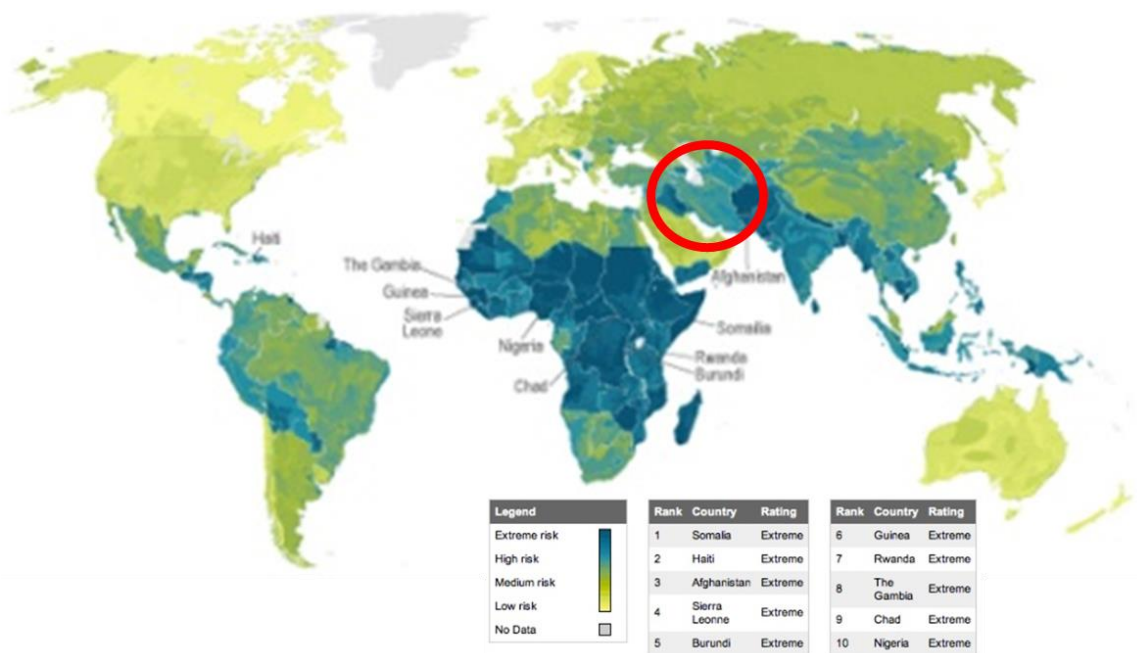 Haiti
The Gambia
Guinea
Sierra
Leone
Nigeria
Chad
Afghanistan
Somailia
Rwanda
Burundi
Legend
Extreme risk
High risk
Medium risk
Low risk
No Data
Rank Country Rating
1 Somalia Extreme
2 Haiti Extreme
3 Afghanistan Extreme
4 Sierra Leonne Extreme
5 Burundi Extreme
Rank Country Rating
6 Guinea Extreme
7 Rwanda Extreme
8 The Gambia Extreme
9 Chad Extreme
10 Nigeria Extreme